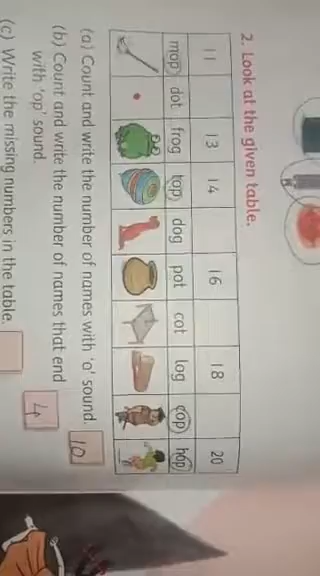 2. Look at the given table.
11 13 14 16 18 20
mop dot frog top dog pot cot log cop hop
(a) Count and write the number of names with 'o' sound. 10
(b) Count and write the number of names that end
with 'op' sound. 4
(c) Write the missing numbers in the table.